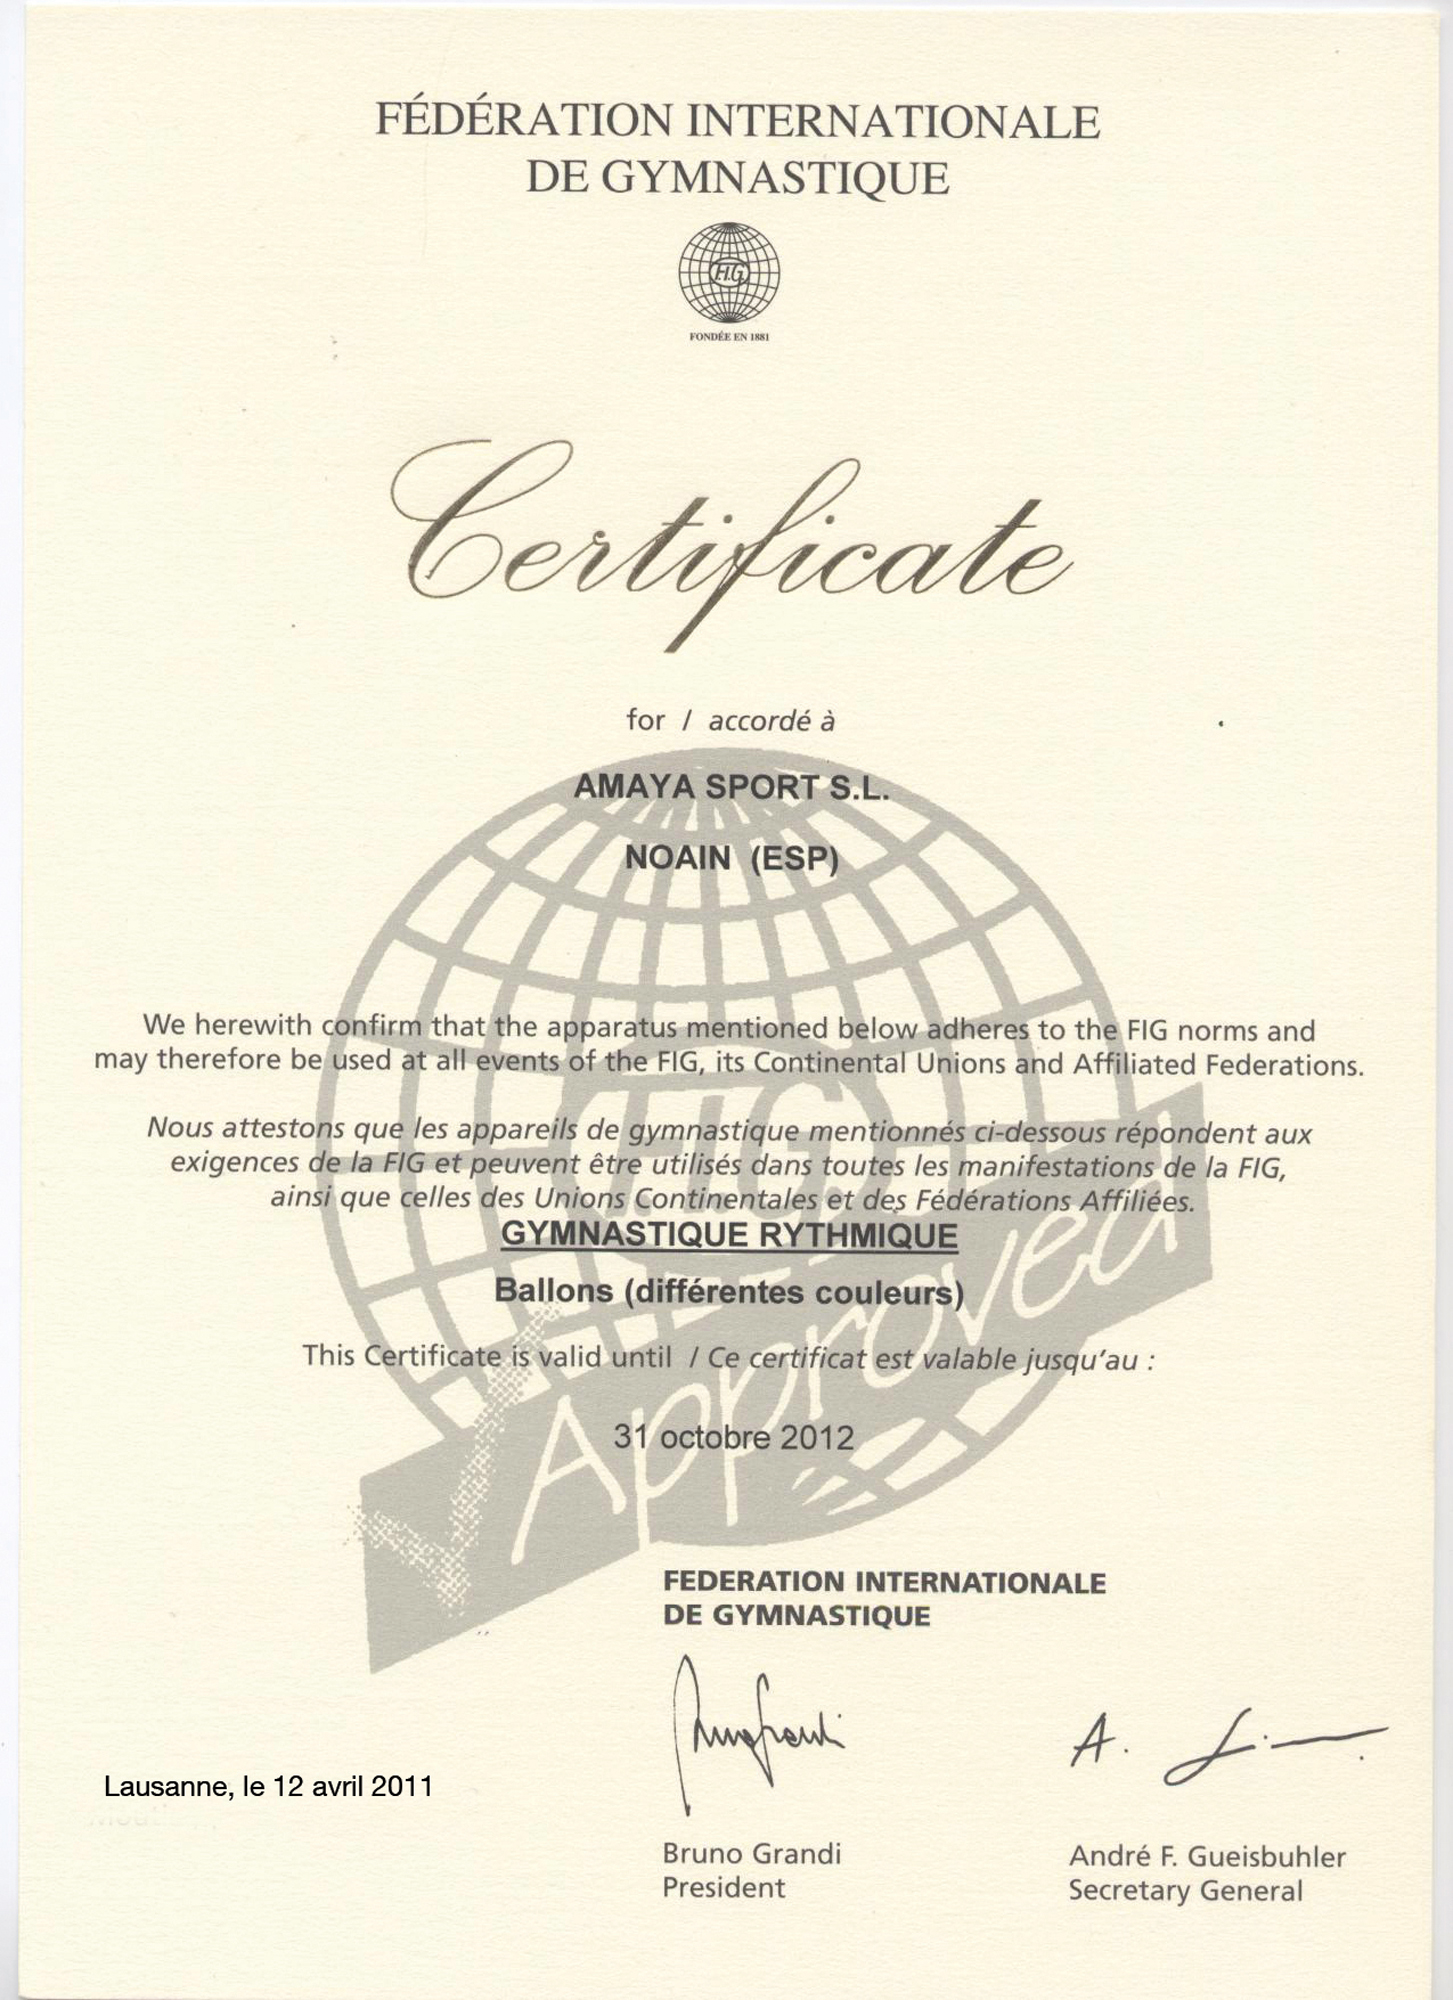 FÉDÉRATION INTERNATIONALE
DE GYMNASTIQUE
F.I.G.
FONDÉE EN 1881
Certificate
for / accordé à
AMAYA SPORT S.L.
NOAIN (ESP)
We herewith confirm that the apparatus mentioned below adheres to the FIG norms and
may therefore be used at all events of the FIG, its Continental Unions and Affiliated Federations.
Nous attestons que les appareils de gymnastique mentionnés ci-dessous répondent aux
exigences de la FIG et peuvent être utilisés dans toutes les manifestations de la FIG,
ainsi que celles des Unions Continentales et des Fédérations Affiliées.
GYMNASTIQUE RYTHMIQUE
Ballons (différentes couleurs)
This Certificate is valid until / Ce certificat est valable jusqu'au :
31 octobre 2012
F.I.G.
Approved
FEDERATION INTERNATIONALE
DE GYMNASTIQUE
Lausanne, le 12 avril 2011
Bruno Grandi
President
André F. Gueisbuhler
Secretary General